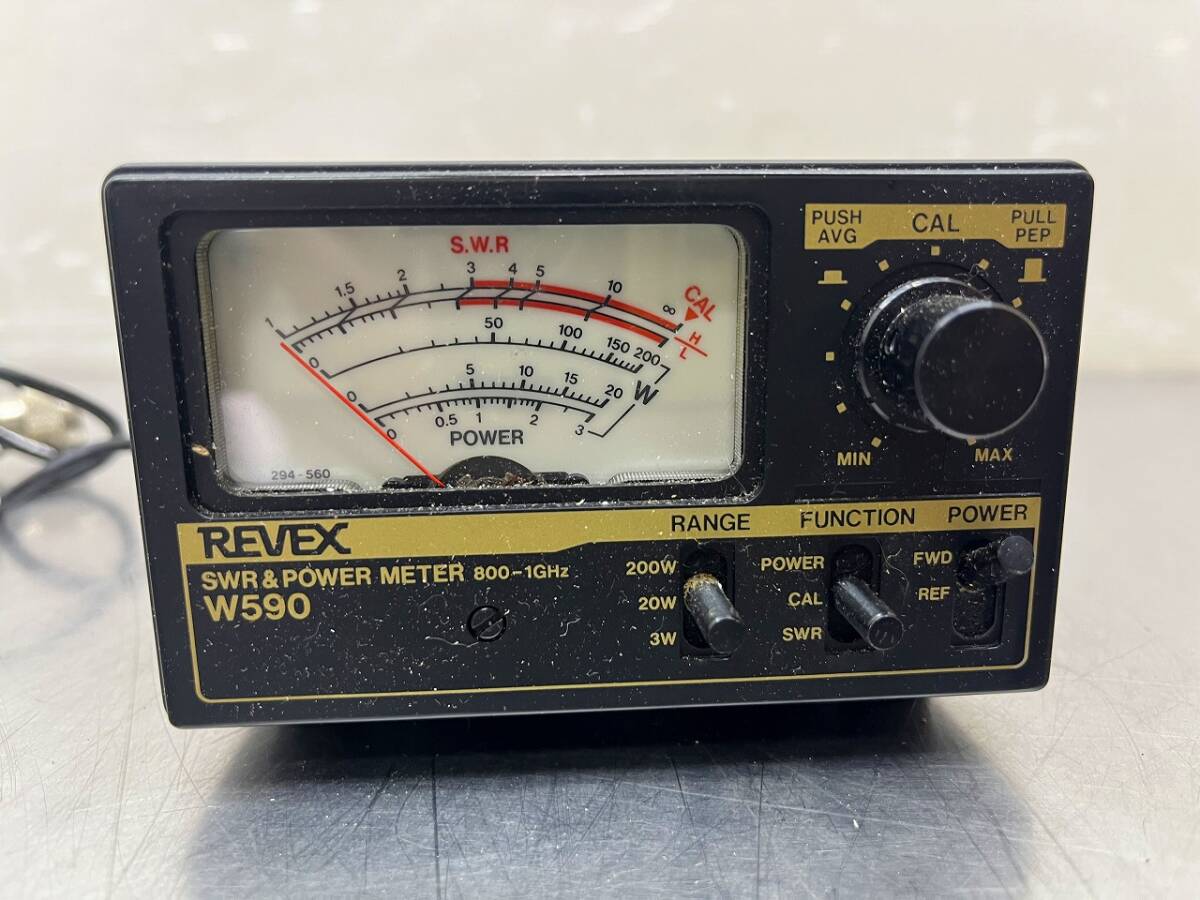 S.W.R
1 1.5 2 3 4 5 10 ∞
CAL
H
L
0 50 100 150 200
W
0 5 10 15 20
0 0.5 1 2 3
POWER
294-560
PUSH AVG
CAL
PULL PEP
MIN
MAX
REVEX
SWR & POWER METER 800-1GHz
W590
RANGE
200W
20W
3W
FUNCTION
POWER
CAL
SWR
POWER
FWD
REF